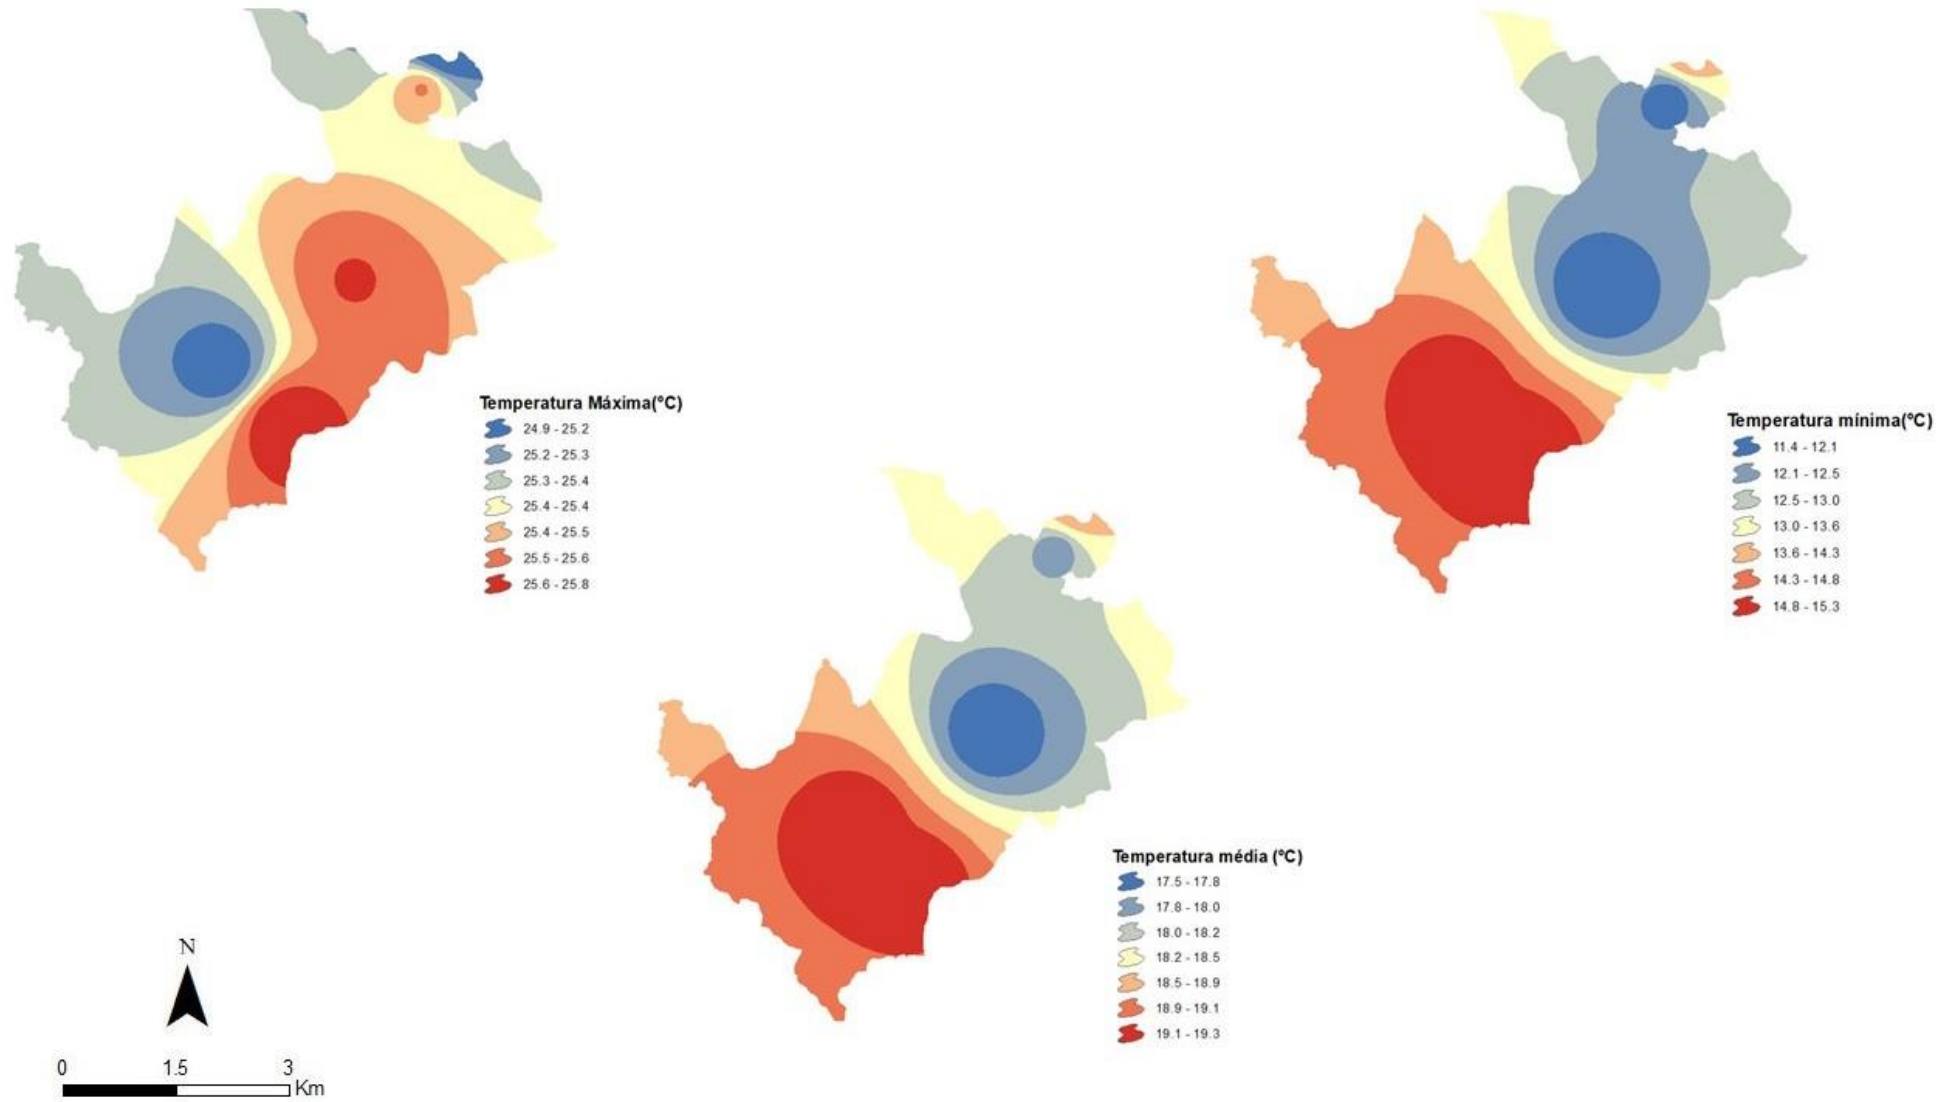 Temperatura Máxima(ºC)
24.9 - 25.2
25.2 - 25.3
25.3 - 25.4
25.4 - 25.4
25.4 - 25.5
25.5 - 25.6
25.6 - 25.8
Temperatura mínima(ºC)
11.4 - 12.1
12.1 - 12.5
12.5 - 13.0
13.0 - 13.6
13.6 - 14.3
14.3 - 14.8
14.8 - 15.3
Temperatura média (ºC)
17.5 - 17.8
17.8 - 18.0
18.0 - 18.2
18.2 - 18.5
18.5 - 18.9
18.9 - 19.1
19.1 - 19.3
N
0 1.5 3
Km